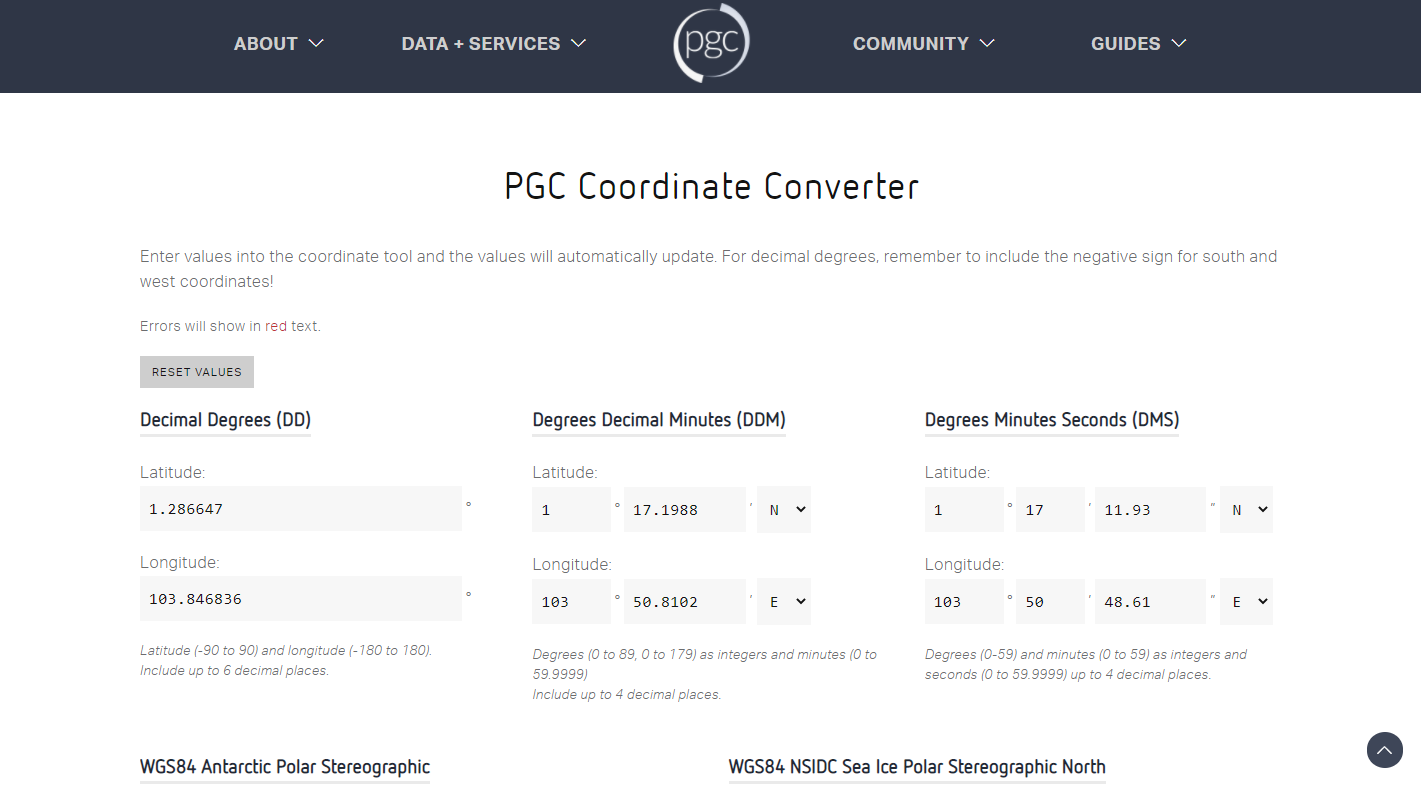 ABOUT DATA + SERVICES pgc COMMUNITY GUIDES
PGC Coordinate Converter
Enter values into the coordinate tool and the values will automatically update. For decimal degrees, remember to include the negative sign for south and
west coordinates!
Errors will show in red text.
RESET VALUES
Decimal Degrees (DD)
Latitude:
1.286647 °
Longitude:
103.846836 °
Latitude (-90 to 90) and longitude (-180 to 180).
Include up to 6 decimal places.
Degrees Decimal Minutes (DDM)
Latitude:
1 ° 17.1988 ′ N
Longitude:
103 ° 50.8102 ′ E
Degrees (0 to 89, 0 to 179) as integers and minutes (0 to
59.9999)
Include up to 4 decimal places.
Degrees Minutes Seconds (DMS)
Latitude:
1 ° 17 ′ 11.93 ″ N
Longitude:
103 ° 50 ′ 48.61 ″ E
Degrees (0-59) and minutes (0 to 59) as integers and
seconds (0 to 59.9999) up to 4 decimal places.
WGS84 Antarctic Polar Stereographic
WGS84 NSIDC Sea Ice Polar Stereographic North